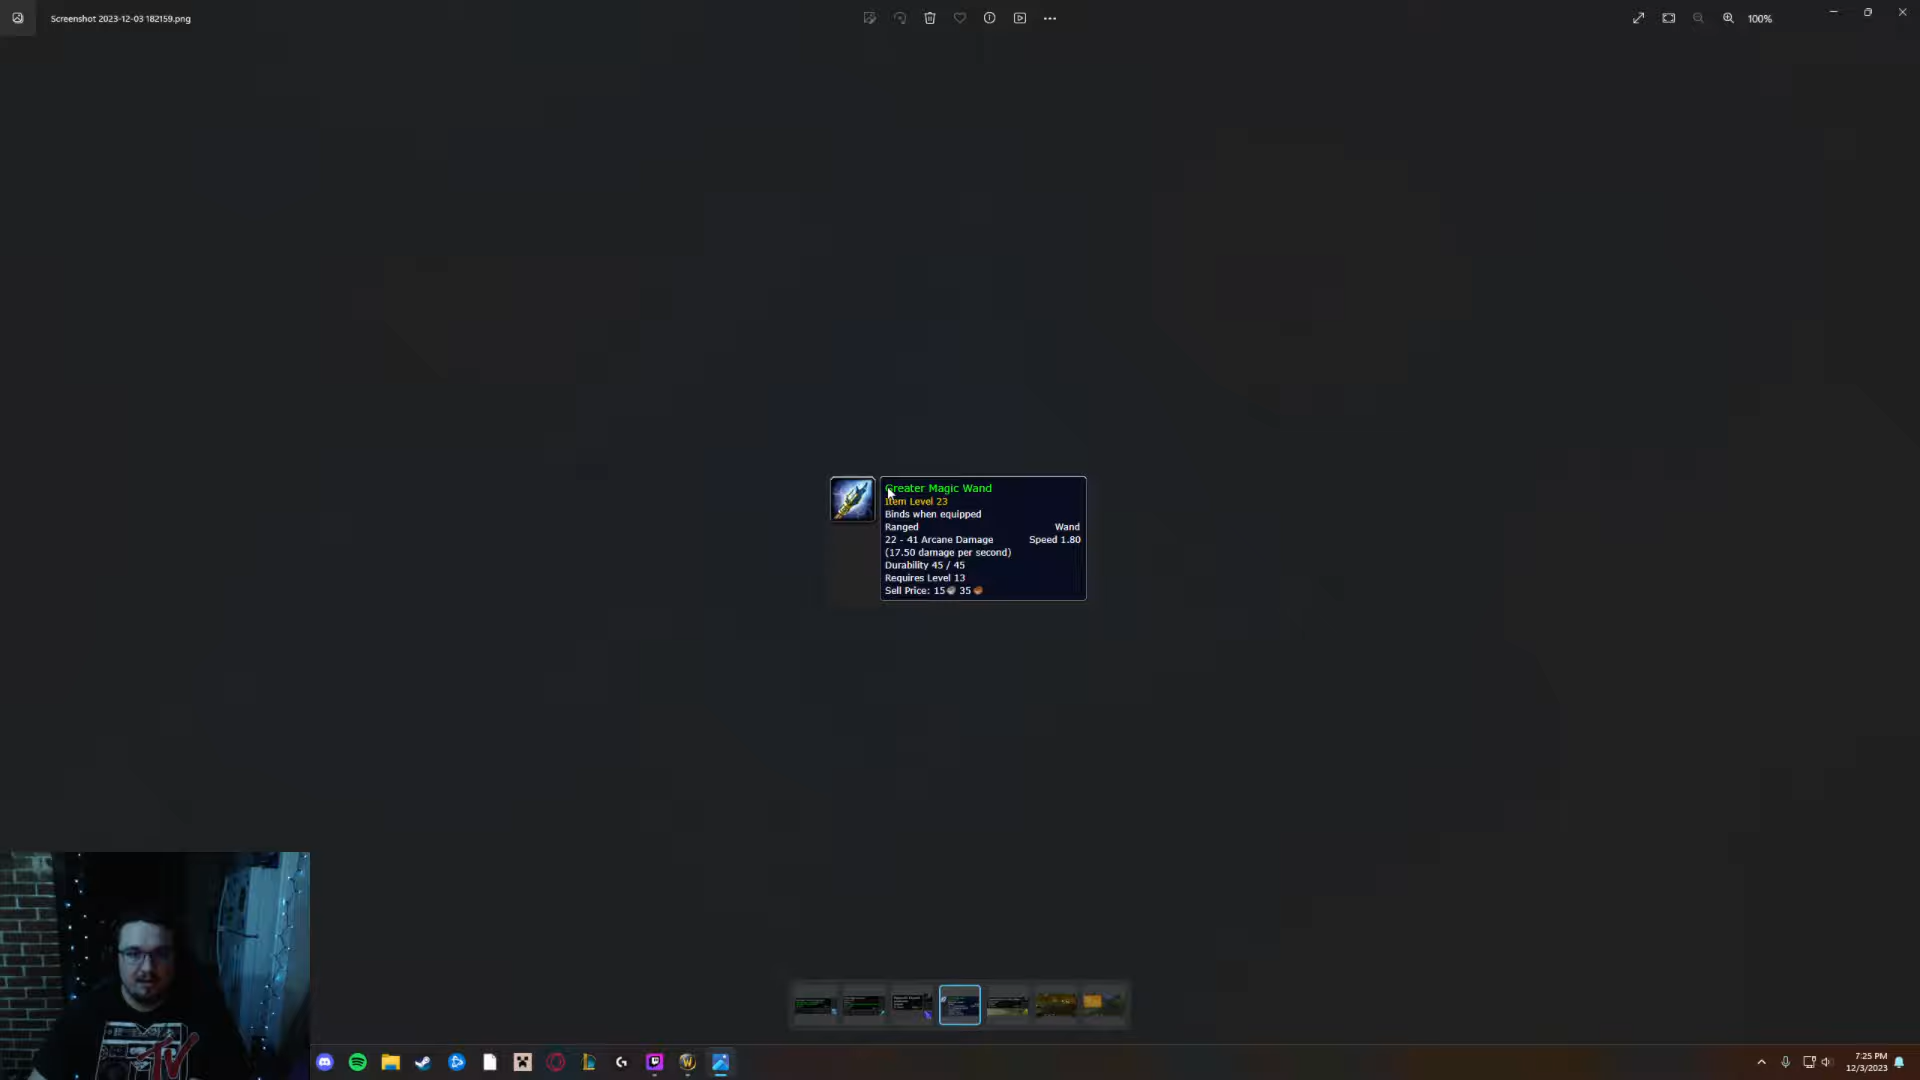 Screenshot 2023-12-03 182159.png
100%
Greater Magic Wand
Item Level 23
Binds when equipped
Ranged Wand
22 - 41 Arcane Damage Speed 1.80
(17.50 damage per second)
Durability 45 / 45
Requires Level 13
Sell Price: 15 35
TV
7:25 PM
12/3/2023